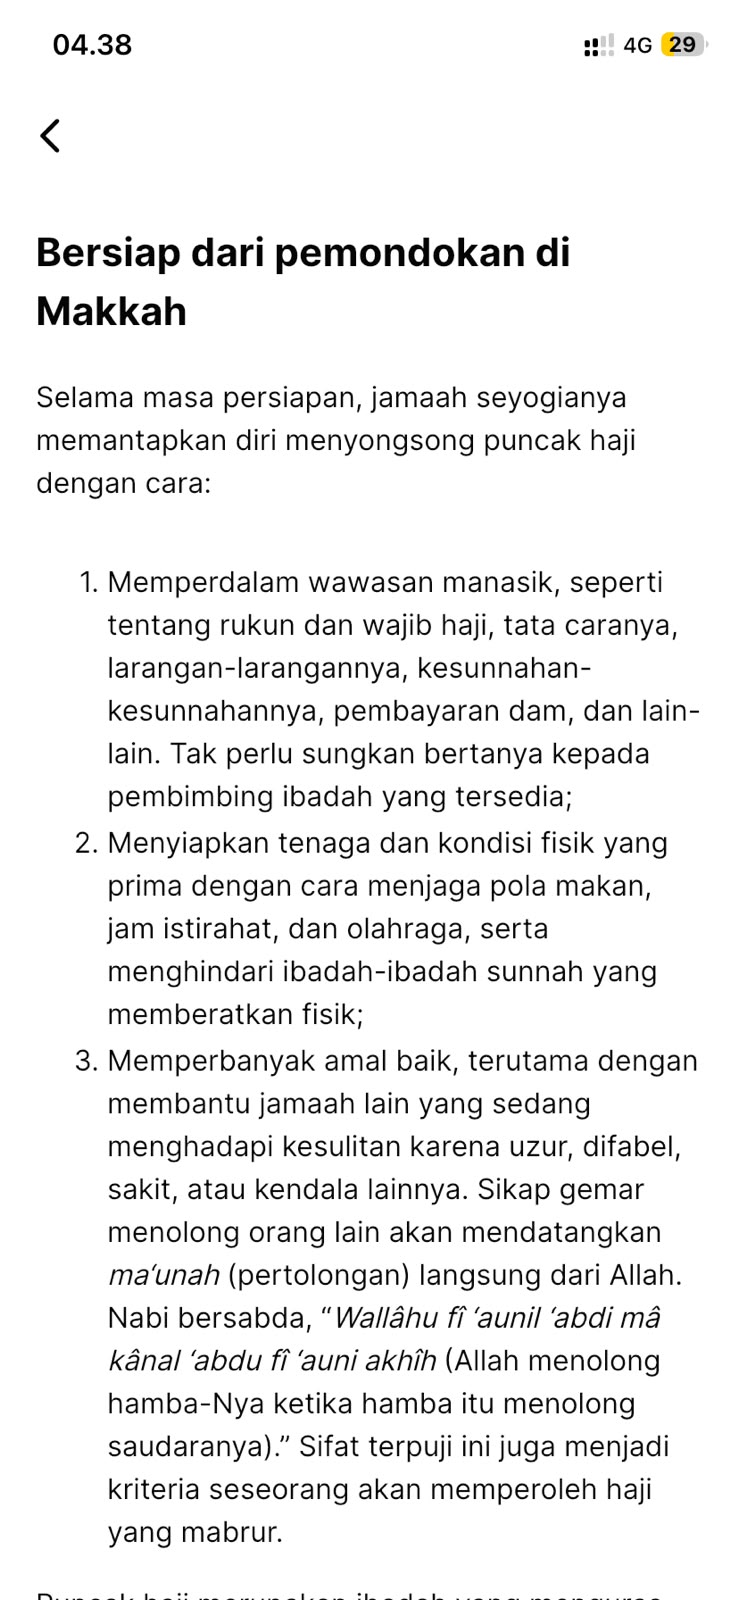 04.38
4G 29
Bersiap dari pemondokan di
Makkah
Selama masa persiapan, jamaah seyogianya
memantapkan diri menyongsong puncak haji
dengan cara:
1. Memperdalam wawasan manasik, seperti
tentang rukun dan wajib haji, tata caranya,
larangan-larangannya, kesunnahan-
kesunnahannya, pembayaran dam, dan lain-
lain. Tak perlu sungkan bertanya kepada
pembimbing ibadah yang tersedia;
2. Menyiapkan tenaga dan kondisi fisik yang
prima dengan cara menjaga pola makan,
jam istirahat, dan olahraga, serta
menghindari ibadah-ibadah sunnah yang
memberatkan fisik;
3. Memperbanyak amal baik, terutama dengan
membantu jamaah lain yang sedang
menghadapi kesulitan karena uzur, difabel,
sakit, atau kendala lainnya. Sikap gemar
menolong orang lain akan mendatangkan
ma‘unah (pertolongan) langsung dari Allah.
Nabi bersabda, “Wallâhu fî ‘aunil ‘abdi mâ
kânal ‘abdu fî ‘auni akhîh (Allah menolong
hamba-Nya ketika hamba itu menolong
saudaranya).” Sifat terpuji ini juga menjadi
kriteria seseorang akan memperoleh haji
yang mabrur.
Puncak haji merupakan ibadah yang menguras